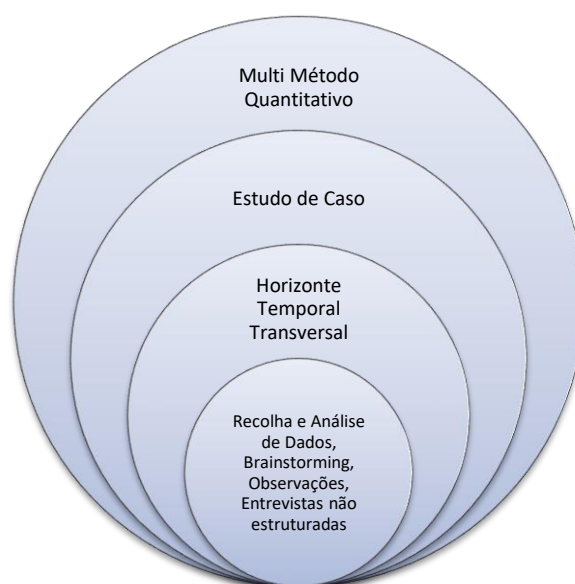 Multi Método
Quantitativo
Estudo de Caso
Horizonte
Temporal
Transversal
Recolha e Análise
de Dados,
Brainstorming,
Observações,
Entrevistas não
estruturadas